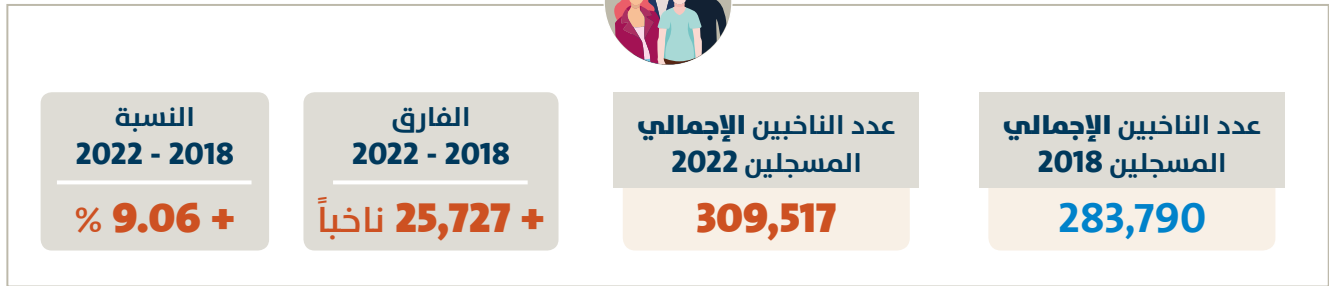 عدد الناخبين الإجمالي
المسجلين 2018
283,790
عدد الناخبين الإجمالي
المسجلين 2022
309,517
الفارق
2018 - 2022
+ 25,727 ناخباً
النسبة
2018 - 2022
+ 9.06 %